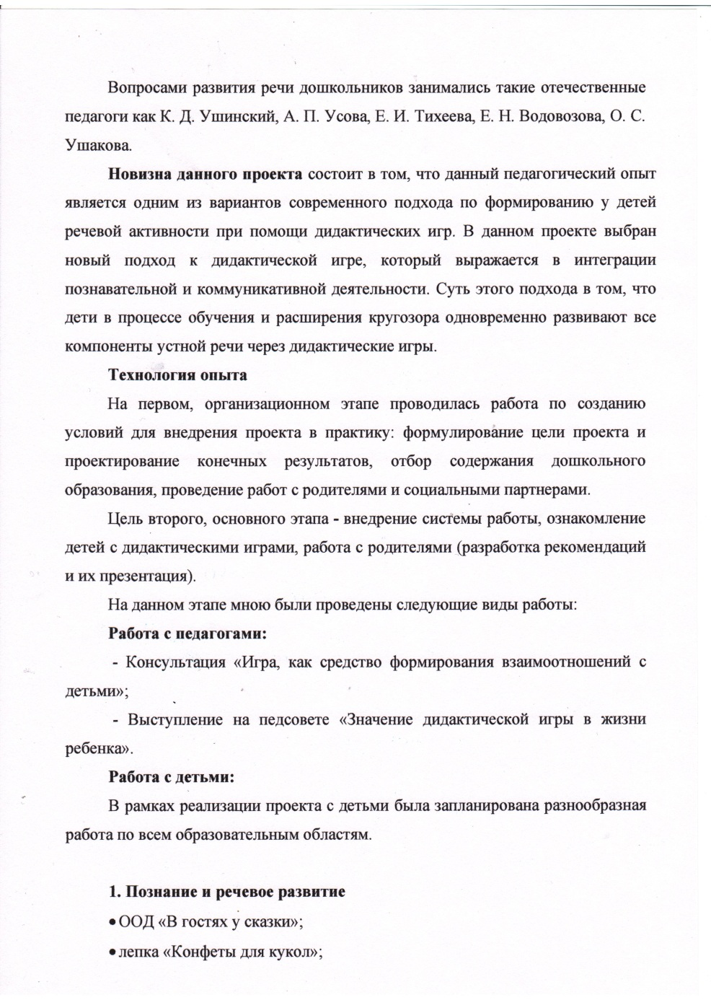 Вопросами развития речи дошкольников занимались такие отечественные
педагоги как К. Д. Ушинский, А. П. Усова, Е. И. Тихеева, Е. Н. Водовозова, О. С.
Ушакова.
Новизна данного проекта состоит в том, что данный педагогический опыт
является одним из вариантов современного подхода по формированию у детей
речевой активности при помощи дидактических игр. В данном проекте выбран
новый подход к дидактической игре, который выражается в интеграции
познавательной и коммуникативной деятельности. Суть этого подхода в том, что
дети в процессе обучения и расширения кругозора одновременно развивают все
компоненты устной речи через дидактические игры.
Технология опыта
На первом, организационном этапе проводилась работа по созданию
условий для внедрения проекта в практику: формулирование цели проекта и
проектирование конечных результатов, отбор содержания дошкольного
образования, проведение работ с родителями и социальными партнерами.
Цель второго, основного этапа - внедрение системы работы, ознакомление
детей с дидактическими играми, работа с родителями (разработка рекомендаций
и их презентация).
На данном этапе мною были проведены следующие виды работы:
Работа с педагогами:
- Консультация «Игра, как средство формирования взаимоотношений с
детьми»;
- Выступление на педсовете «Значение дидактической игры в жизни
ребенка».
Работа с детьми:
В рамках реализации проекта с детьми была запланирована разнообразная
работа по всем образовательным областям.
1. Познание и речевое развитие
• ООД «В гостях у сказки»;
• лепка «Конфеты для кукол»;